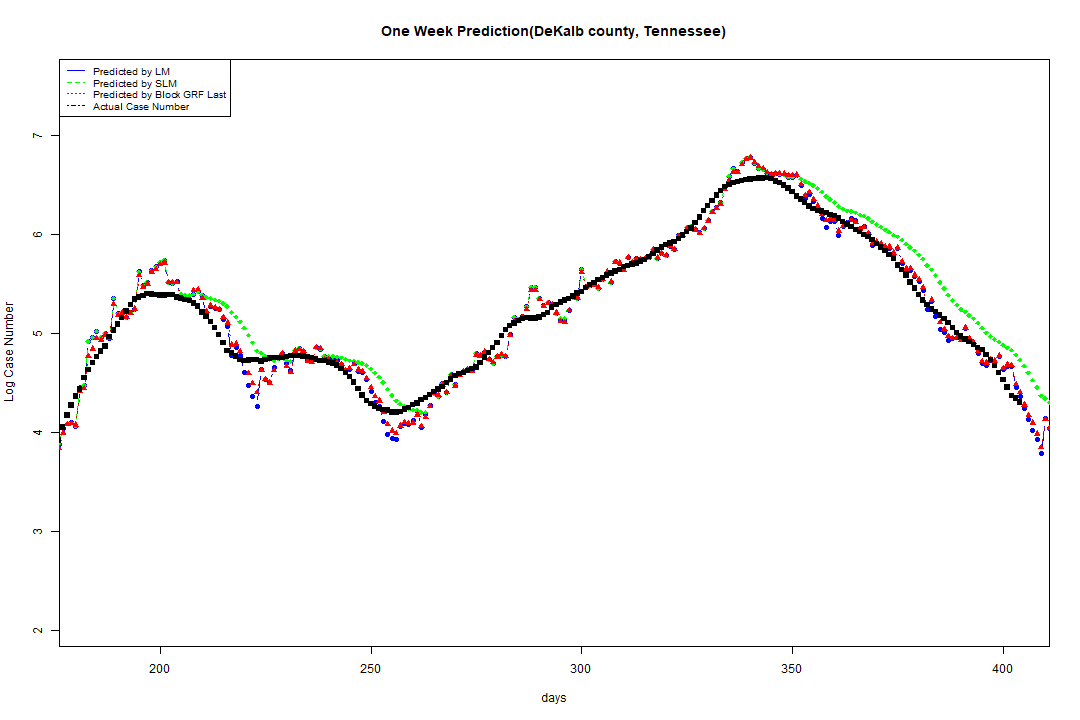 One Week Prediction(DeKalb county, Tennessee)
Predicted by LM
Predicted by SLM
Predicted by Block GRF Last
Actual Case Number
7
6
5
4
3
2
Log Case Number
200 250 300 350 400
days